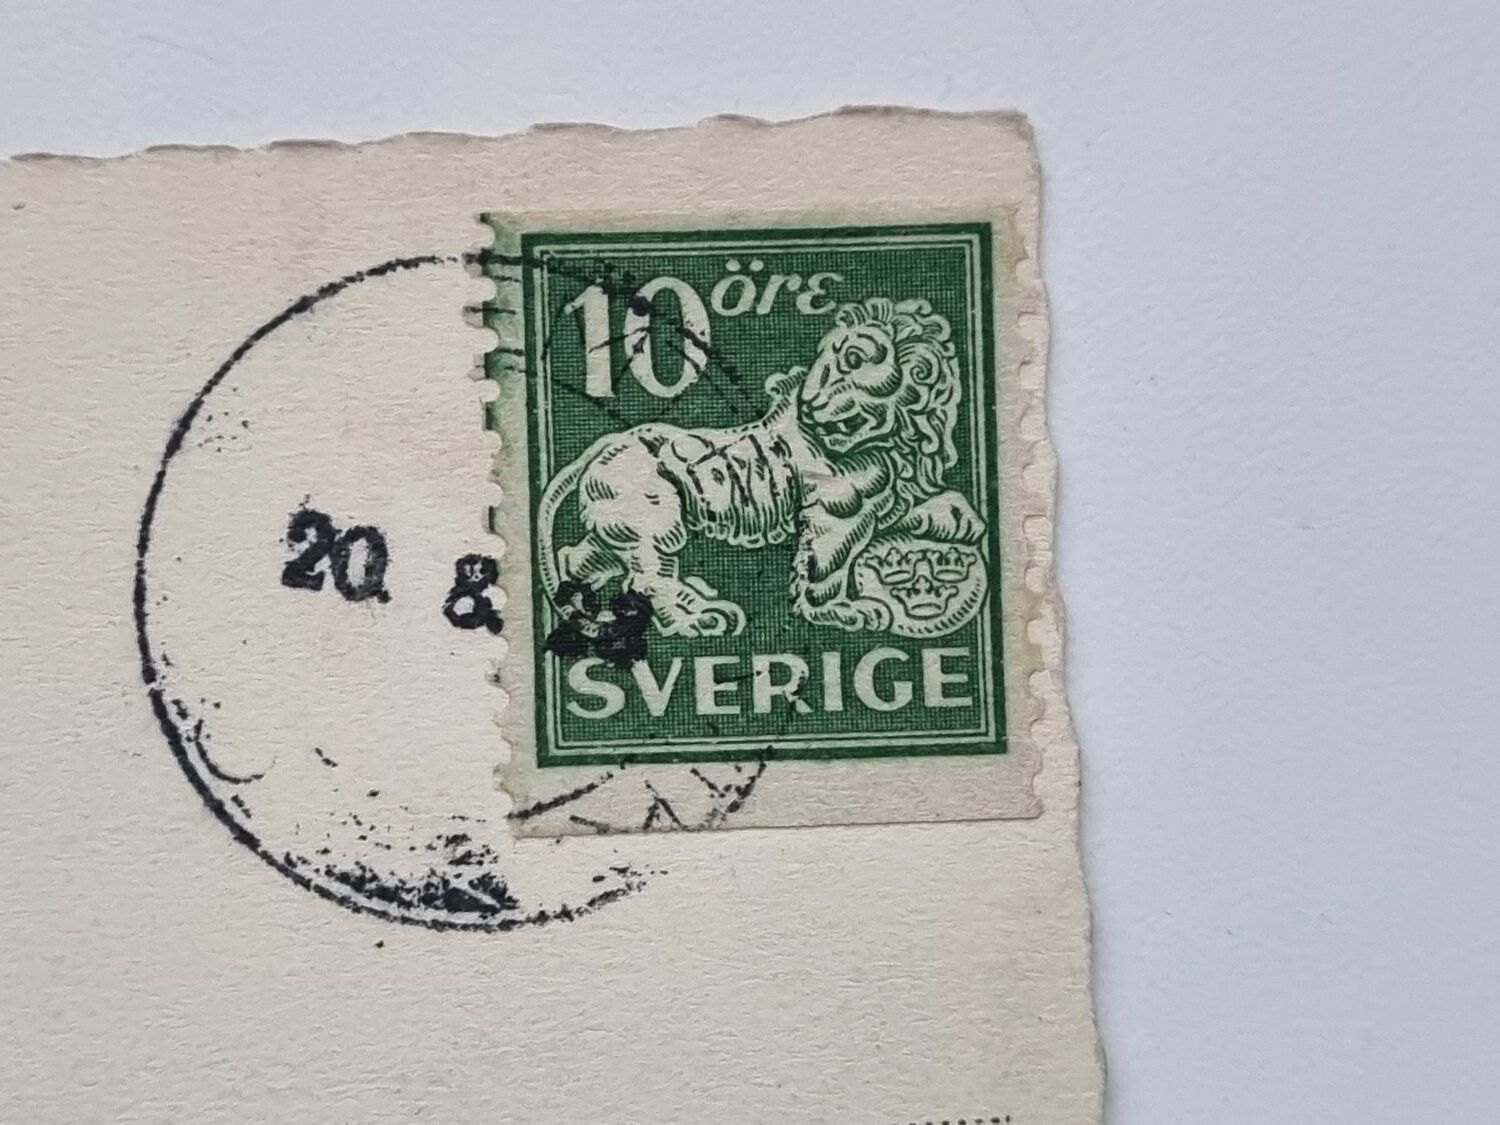 10 öre
20. 8.
SVERIGE